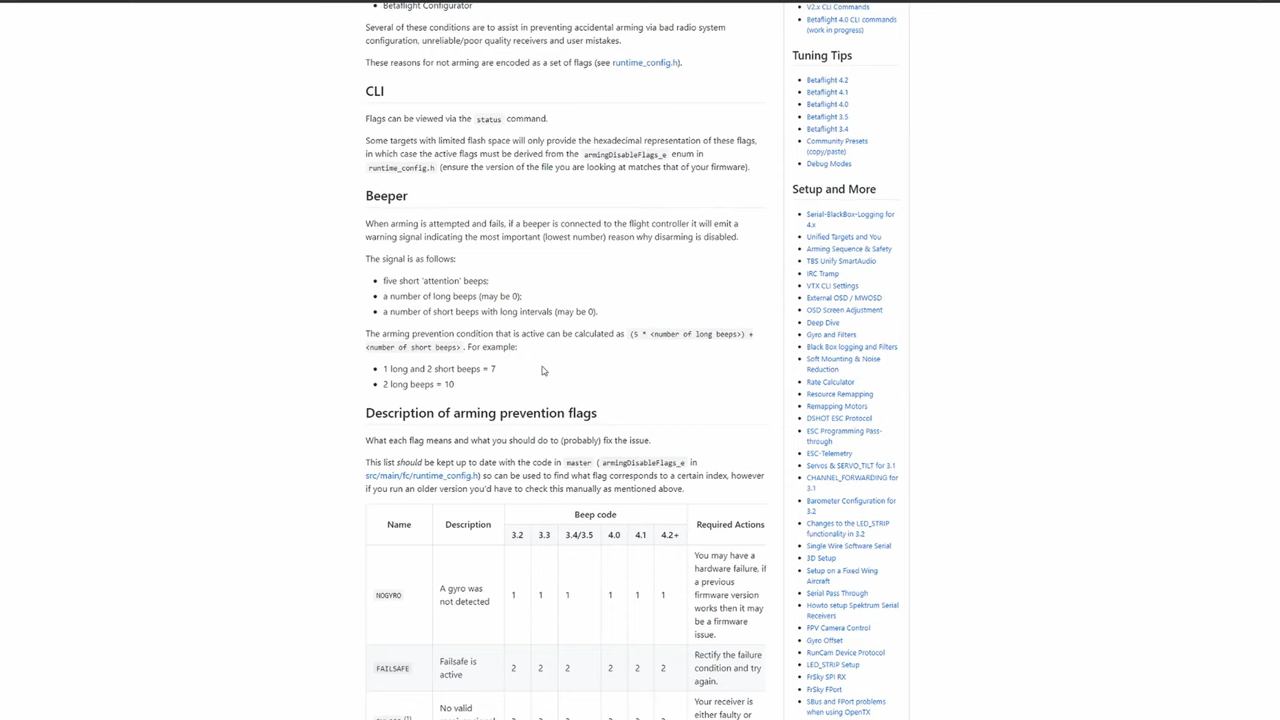 Betaflight Configurator
Several of these conditions are to assist in preventing accidental arming via bad radio system
configuration, unreliable/poor quality receivers and user mistakes.
These reasons for not arming are encoded as a set of flags (see runtime_config.h).
CLI
Flags can be viewed via the status command.
Some targets with limited flash space will only provide the hexadecimal representation of these flags,
in which case the active flags must be derived from the armingDisableFlags_e enum in
runtime_config.h (ensure the version of the file you are looking at matches that of your firmware).
Beeper
When arming is attempted and fails, if a beeper is connected to the flight controller it will emit a
warning signal indicating the most important (lowest number) reason why disarming is disabled.
The signal is as follows:
five short 'attention' beeps;
a number of long beeps (may be 0);
a number of short beeps with long intervals (may be 0).
The arming prevention condition that is active can be calculated as (5 * <number of long beeps>) +
<number of short beeps> . For example:
1 long and 2 short beeps = 7
2 long beeps = 10
Description of arming prevention flags
What each flag means and what you should do to (probably) fix the issue.
This list should be kept up to date with the code in master ( armingDisableFlags_e in
src/main/fc/runtime_config.h) so can be used to find what flag corresponds to a certain index, however
if you run an older version you'd have to check this manually as mentioned above.
Name Description Beep code Required Actions
3.2 3.3 3.4/3.5 4.0 4.1 4.2+
NOGYRO
A gyro was
not detected
1 1 1 1 1 1
You may have a
hardware failure, if
a previous
firmware version
works then it may
be a firmware
issue.
FAILSAFE
Failsafe is
active
2 2 2 2 2 2
Rectify the failure
condition and try
again.
No valid
Your receiver is
either faulty or
V2.x CLI Commands
Betaflight 4.0 CLI commands
(work in progress)
Tuning Tips
Betaflight 4.2
Betaflight 4.1
Betaflight 4.0
Betaflight 3.5
Betaflight 3.4
Community Presets
(copy/paste)
Debug Modes
Setup and More
Serial-BlackBox-Logging for
4.x
Unified Targets and You
Arming Sequence & Safety
TBS Unify SmartAudio
IRC Tramp
VTX CLI Settings
External OSD / MWOSD
OSD Screen Adjustment
Deep Dive
Gyro and Filters
Black Box logging and Filters
Soft Mounting & Noise
Reduction
Rate Calculator
Resource Remapping
Remapping Motors
DSHOT ESC Protocol
ESC Programming Pass-
through
ESC-Telemetry
Servos & SERVO_TILT for 3.1
CHANNEL_FORWARDING for
3.1
Barometer Configuration for
3.2
Changes to the LED_STRIP
functionality in 3.2
Single Wire Software Serial
3D Setup
Setup on a Fixed Wing
Aircraft
Serial Pass Through
Howto setup Spektrum Serial
Receivers
FPV Camera Control
Gyro Offset
RunCam Device Protocol
LED_STRIP Setup
FrSky SPI RX
FrSky FPort
SBus and FPort problems
when using OpenTX